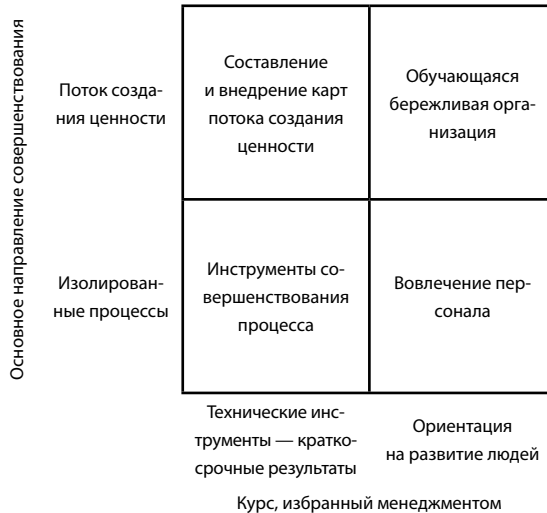 Основное направление совершенствования
Поток созда-
ния ценности
Составление
и внедрение карт
потока создания
ценности
Обучающаяся
бережливая орга-
низация
Изолирован-
ные процессы
Инструменты со-
вершенствования
процесса
Вовлечение пер-
сонала
Технические инс-
трументы — кратко-
срочные результаты
Ориентация
на развитие людей
Курс, избранный менеджментом